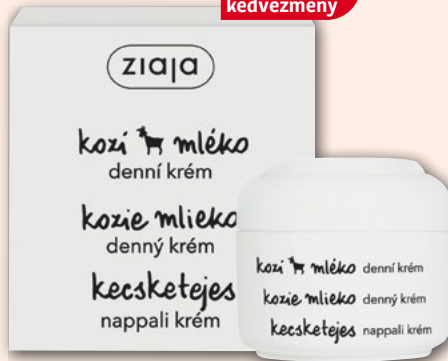 kedvezmény
ziaja
kozí mléko
denní krém
kozie mlieko
denný krém
kecsketejes
nappali krém
kozí mléko denní krém
kozie mlieko denný krém
kecsketejes nappali krém